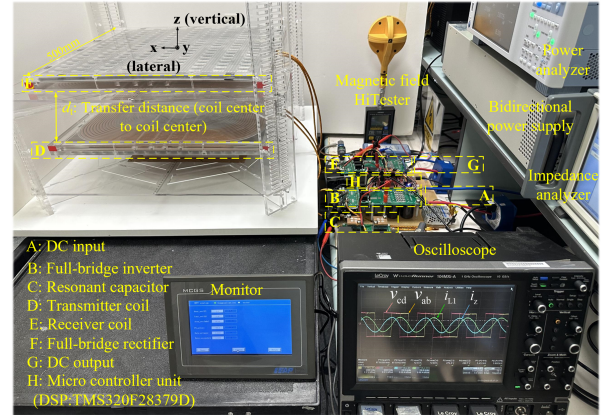 z (vertical)
x
y
(lateral)
500mm
E
dt: Transfer distance (coil center
to coil center)
D
Magnetic field
HiTester
Power
analyzer
Bidirectional
power supply
Impedance
analyzer
F
G
H
B
A
C
A: DC input
B: Full-bridge inverter
C: Resonant capacitor
D: Transmitter coil
E: Receiver coil
F: Full-bridge rectifier
G: DC output
H: Micro controller unit
(DSP:TMS320F28379D)
Monitor
MCGS
Oscilloscope
vcd
vab
iL1
iz